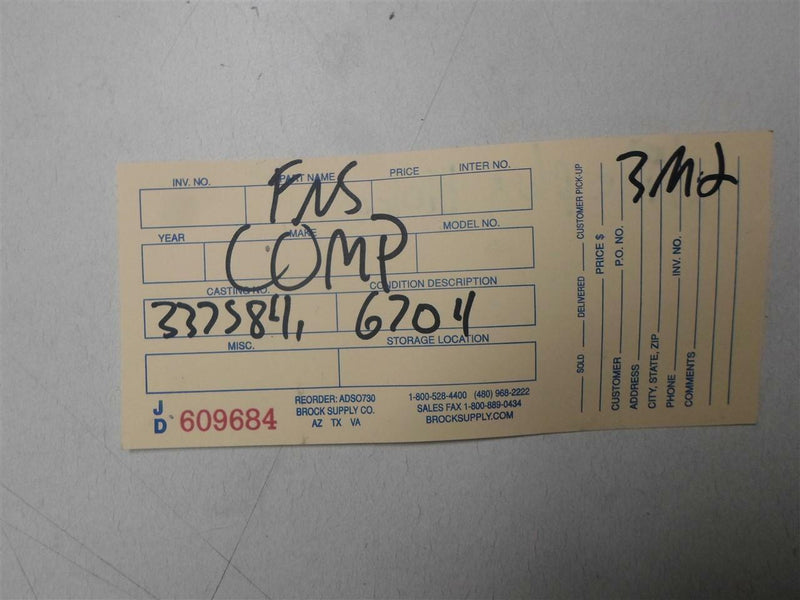 INV. NO. PART NAME PRICE INTER NO.
FNS
YEAR MAKE MODEL NO.
COMP
CASTING NO. CONDITION DESCRIPTION
337584, 6704
MISC. STORAGE LOCATION
JD 609684
REORDER: ADSO730
BROCK SUPPLY CO.
AZ TX VA
1-800-528-4400 (480) 968-2222
SALES FAX 1-800-889-0434
BROCKSUPPLY.COM
SOLD DELIVERED CUSTOMER PICK-UP
PRICE $
CUSTOMER P.O. NO.
ADDRESS
CITY, STATE, ZIP
PHONE INV. NO.
COMMENTS